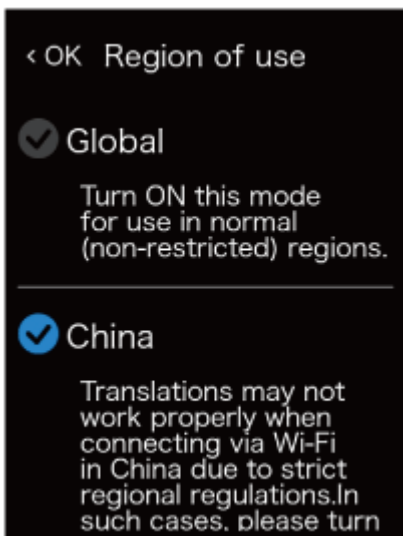 < OK Region of use
Global
Turn ON this mode
for use in normal
(non-restricted) regions.
China
Translations may not
work properly when
connecting via Wi-Fi
in China due to strict
regional regulations.In
such cases, please turn